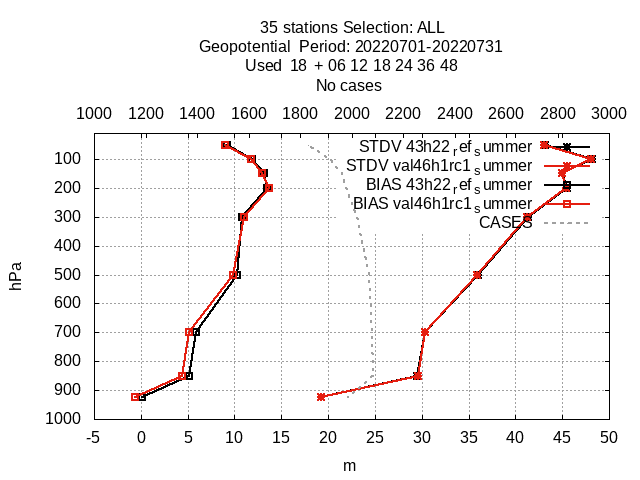 35 stations Selection: ALL
Geopotential Period: 20220701-20220731
Used 18 + 06 12 18 24 36 48
No cases
1000 1200 1400 1600 1800 2000 2200 2400 2600 2800 3000
STDV 43h22_ref_summer
STDV val46h1rc1_summer
BIAS 43h22_ref_summer
BIAS val46h1rc1_summer
CASES
100
200
300
400
500
600
700
800
900
1000
hPa
-5 0 5 10 15 20 25 30 35 40 45 50
m